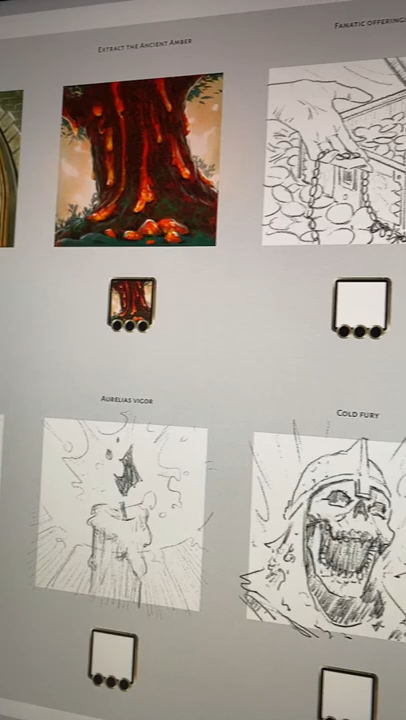 EXTRACT THE ANCIENT AMBER
FANATIC OFFERING
AURELIAS VIGOR
COLD FURY